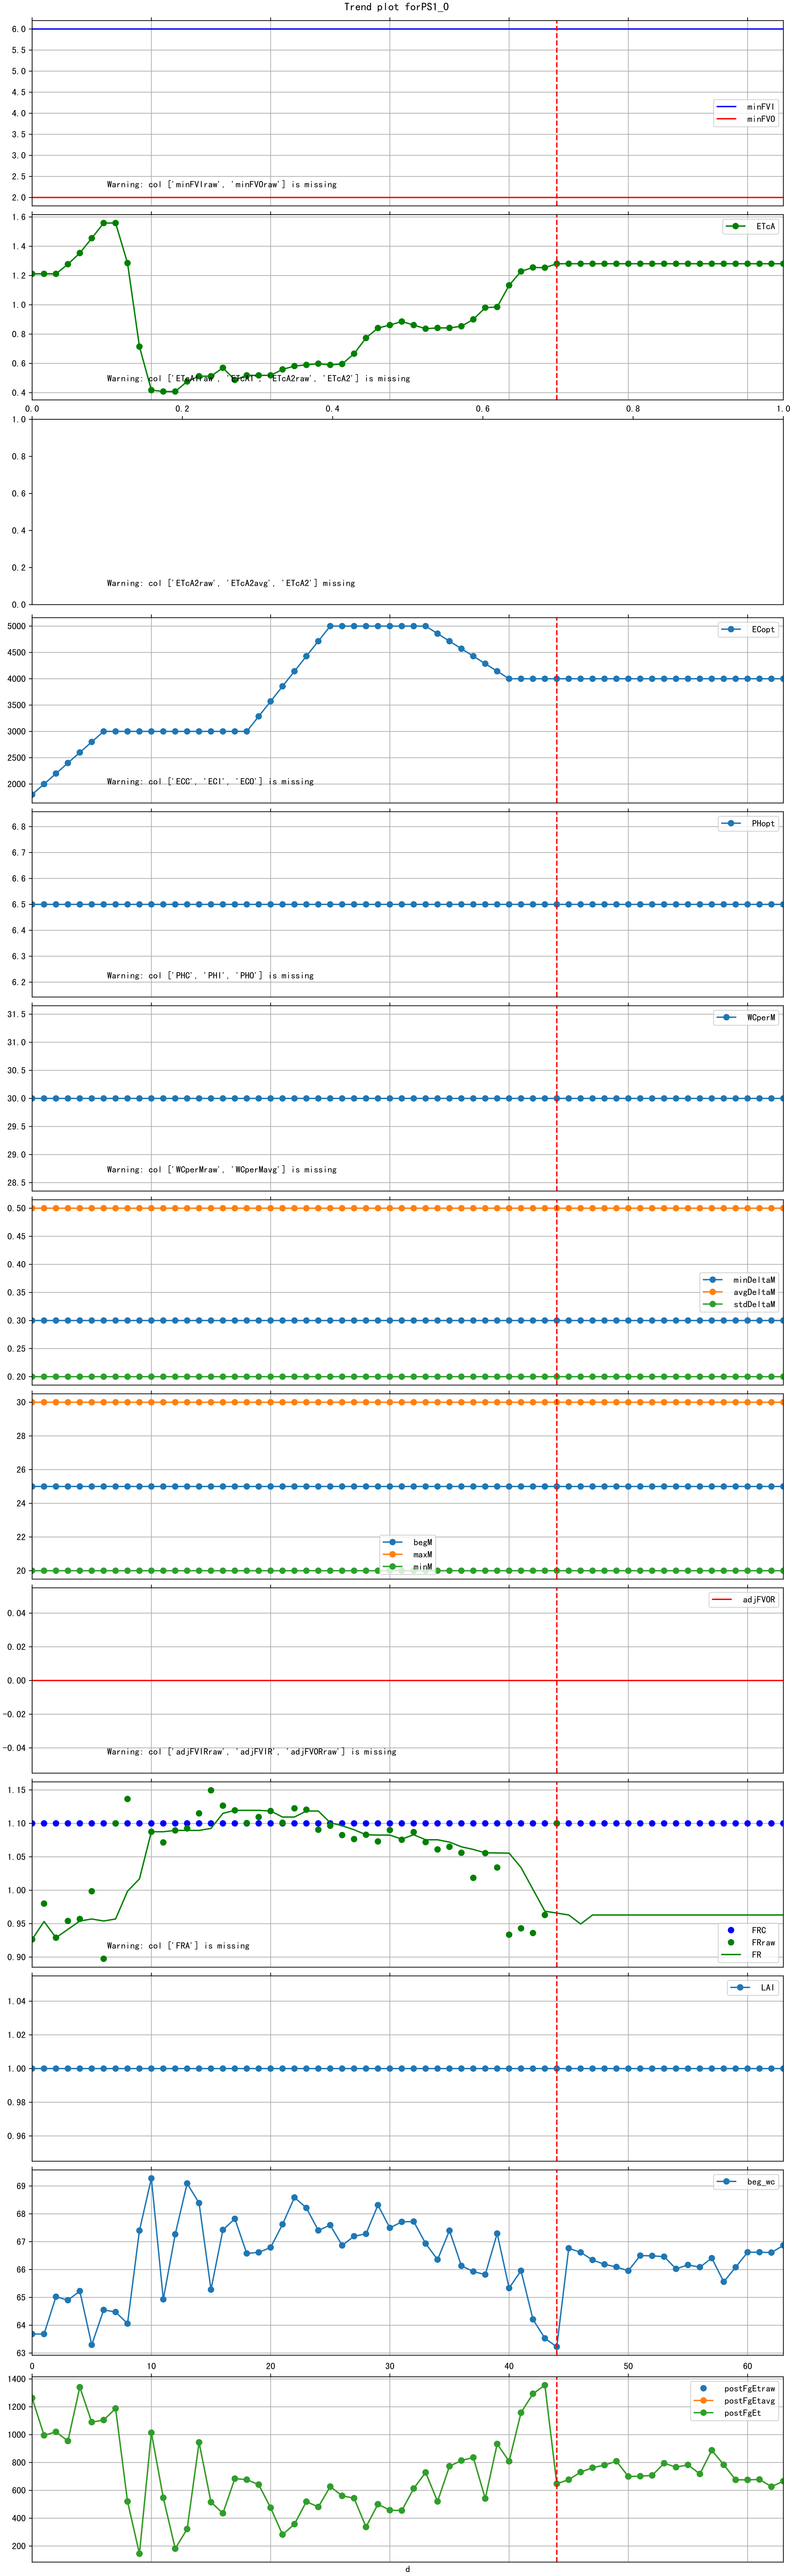 Trend plot forPS1_0
6.0
5.5
5.0
4.5
4.0
3.5
3.0
2.5
2.0
minFVI
minFVO
Warning: col ['minFVIraw', 'minFVOraw'] is missing
1.6
1.4
1.2
1.0
0.8
0.6
0.4
ETcA
Warning: col ['ETcA1raw', 'ETcA1', 'ETcA2raw', 'ETcA2'] is missing
0.0 0.2 0.4 0.6 0.8 1.0
1.0
0.8
0.6
0.4
0.2
0.0
Warning: col ['ETcA2raw', 'ETcA2avg', 'ETcA2'] missing
5000
4500
4000
3500
3000
2500
2000
ECopt
Warning: col ['ECC', 'ECI', 'ECO'] is missing
6.8
6.7
6.6
6.5
6.4
6.3
6.2
PHopt
Warning: col ['PHC', 'PHI', 'PHO'] is missing
31.5
31.0
30.5
30.0
29.5
29.0
28.5
WCperM
Warning: col ['WCperMraw', 'WCperMavg'] is missing
0.50
0.45
0.40
0.35
0.30
0.25
0.20
minDeltaM
avgDeltaM
stdDeltaM
30
28
26
24
22
20
begM
maxM
minM
0.04
0.02
0.00
-0.02
-0.04
adjFVOR
Warning: col ['adjFVIRraw', 'adjFVIR', 'adjFVORraw'] is missing
1.15
1.10
1.05
1.00
0.95
0.90
FRC
FRraw
FR
Warning: col ['FRA'] is missing
1.04
1.02
1.00
0.98
0.96
LAI
69
68
67
66
65
64
63
beg_wc
0 10 20 30 40 50 60
1400
1200
1000
800
600
400
200
postFgEtraw
postFgEtavg
postFgEt
d